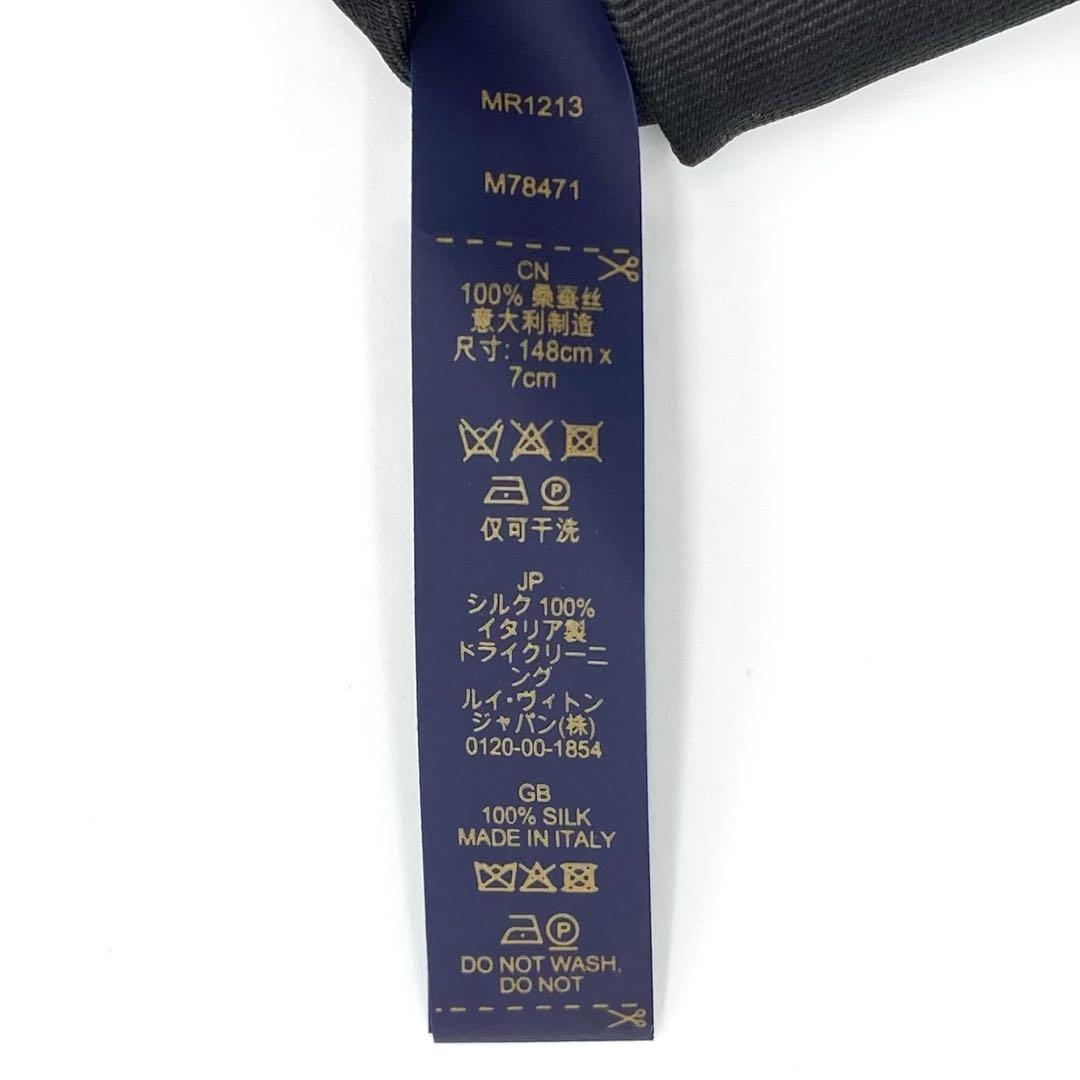 MR1213
M78471
CN
100% 桑蚕丝
意大利制造
尺寸: 148cm x
7cm
P
仅可干洗
JP
シルク 100%
イタリア製
ドライクリーニ
ング
ルイ・ヴィトン
ジャパン(株)
0120-00-1854
GB
100% SILK
MADE IN ITALY
P
DO NOT WASH,
DO NOT